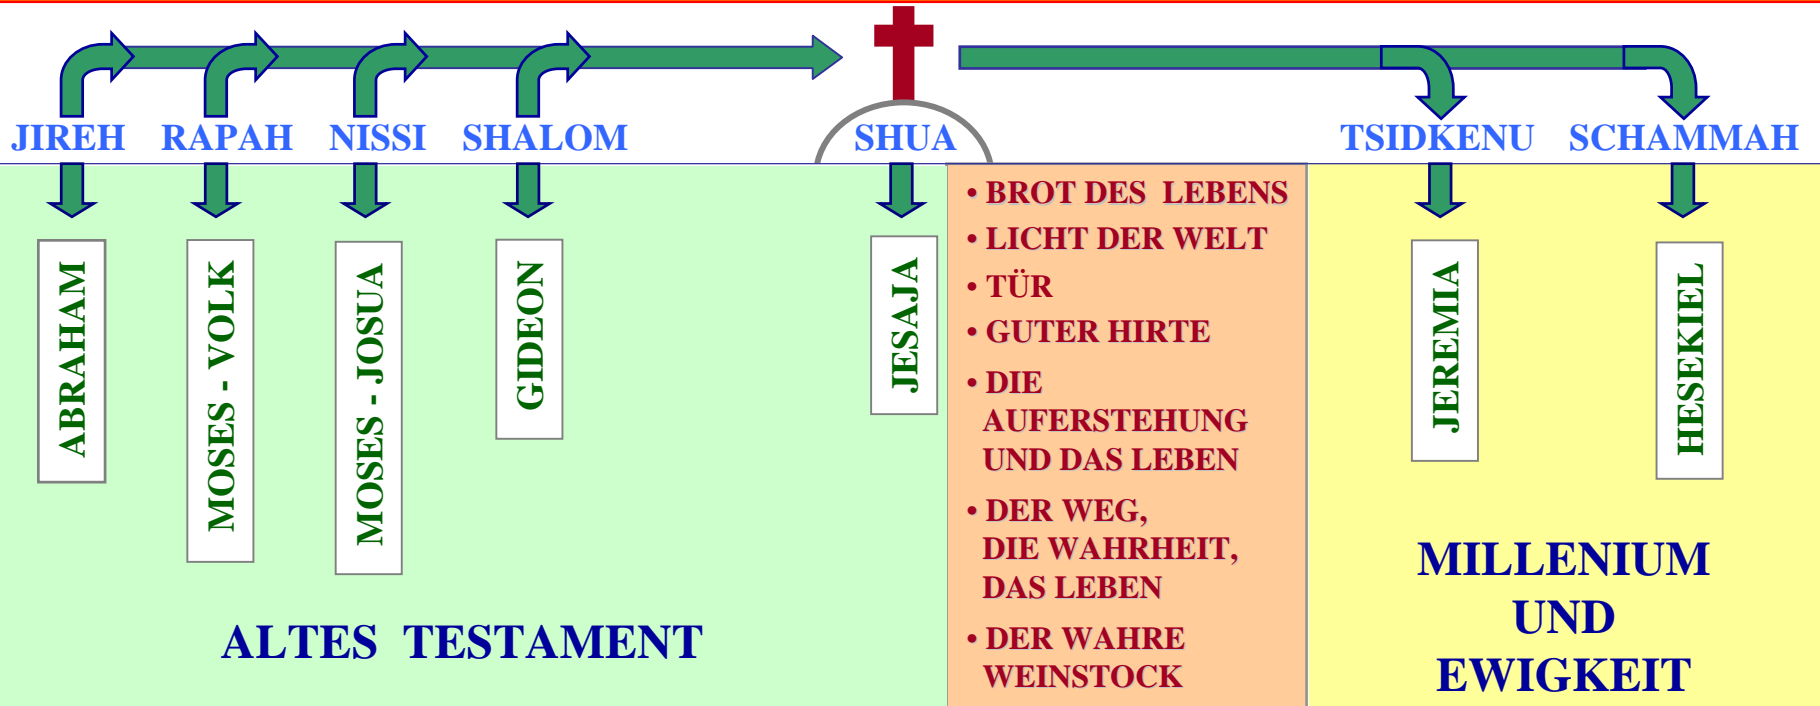 JIREH RAPAH NISSI SHALOM SHUA TSIDKENU SCHAMMAH
ABRAHAM
MOSES - VOLK
MOSES - JOSUA
GIDEON
JESAJA
• BROT DES LEBENS
• LICHT DER WELT
• TÜR
• GUTER HIRTE
• DIE
AUFERSTEHUNG
UND DAS LEBEN
• DER WEG,
DIE WAHRHEIT,
DAS LEBEN
• DER WAHRE
WEINSTOCK
JEREMIA
HESEKIEL
ALTES TESTAMENT
MILLENIUM
UND
EWIGKEIT